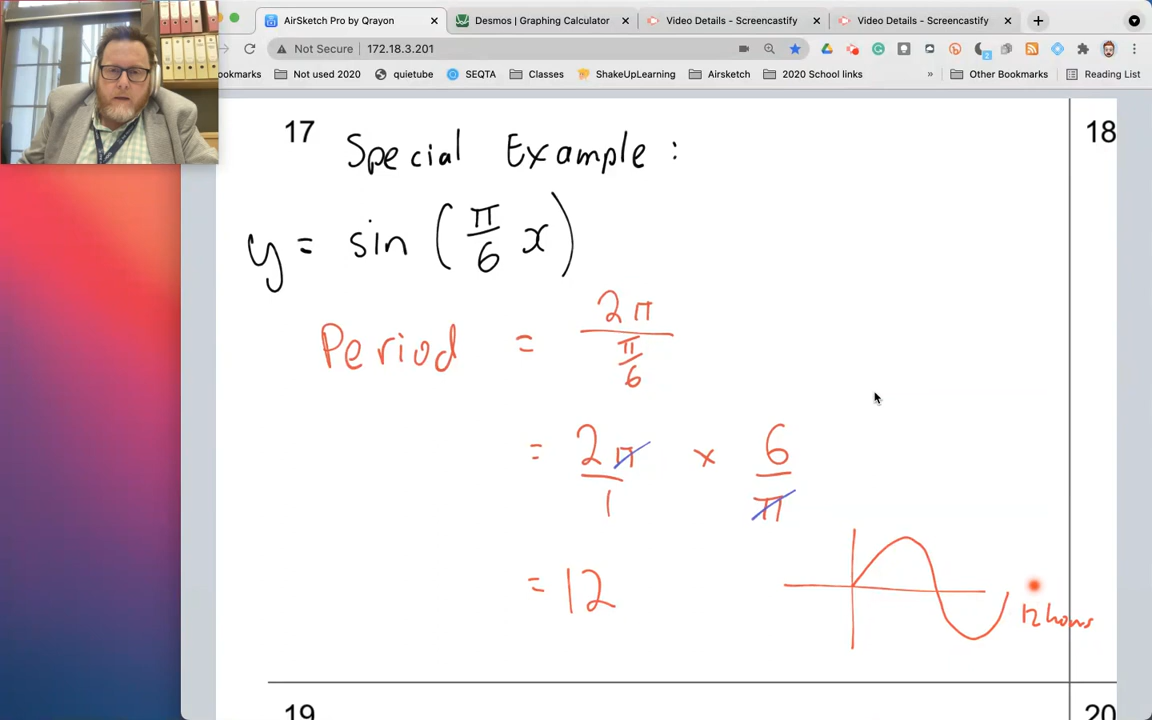 AirSketch Pro by Qrayon
Desmos | Graphing Calculator
Video Details - Screencastify
Video Details - Screencastify
Not Secure | 172.18.3.201
2
ookmarks
Not used 2020
quietube
SEQTA
Classes
ShakeUpLearning
Airsketch
2020 School links
»
Other Bookmarks
Reading List
17
Special Example :
18
y = sin ( π/6 x )
Period = 2π / π/6
= 2π/1 × 6/π
= 12
12 hours
19
20